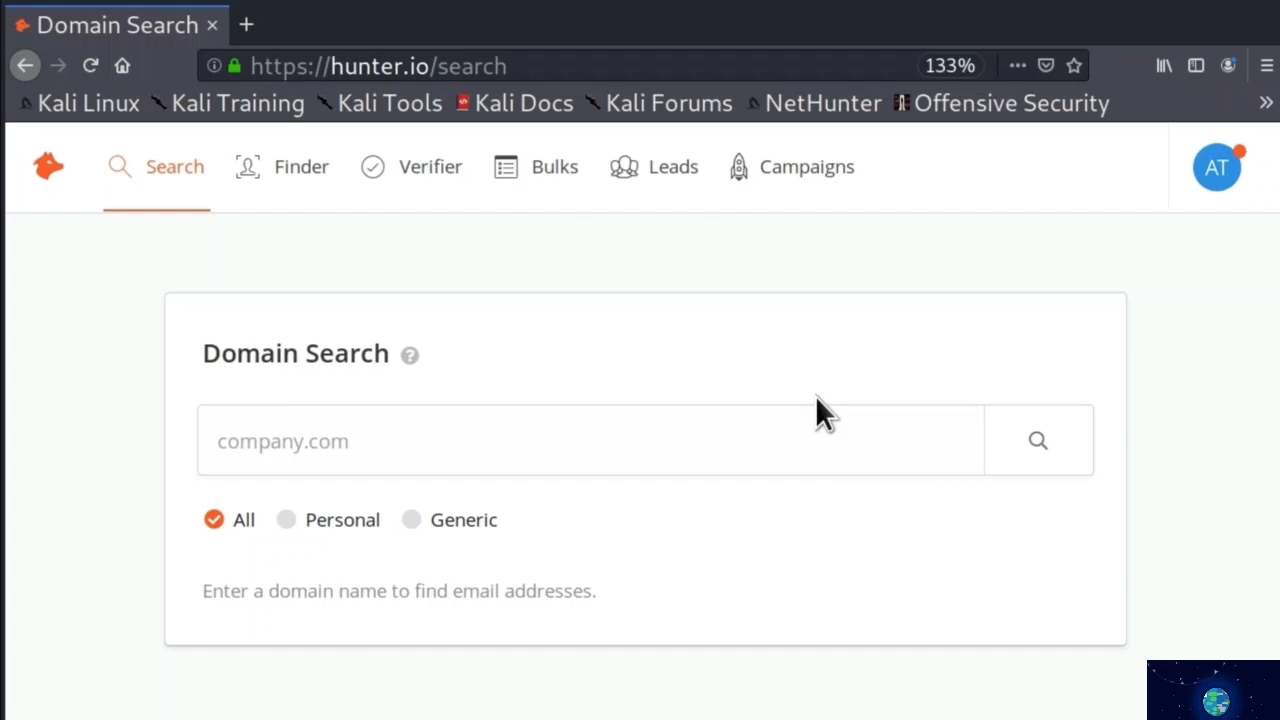 Domain Search
https://hunter.io/search 133%
Kali Linux Kali Training Kali Tools Kali Docs Kali Forums NetHunter Offensive Security
Search Finder Verifier Bulks Leads Campaigns AT
Domain Search ?
company.com
All Personal Generic
Enter a domain name to find email addresses.